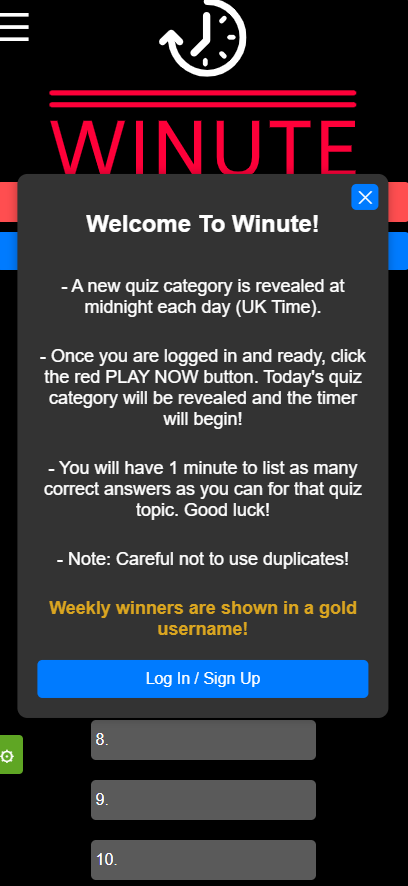 WINUTE
Welcome To Winute!
- A new quiz category is revealed at
midnight each day (UK Time).
- Once you are logged in and ready, click
the red PLAY NOW button. Today's quiz
category will be revealed and the timer
will begin!
- You will have 1 minute to list as many
correct answers as you can for that quiz
topic. Good luck!
- Note: Careful not to use duplicates!
Weekly winners are shown in a gold
username!
Log In / Sign Up
8.
9.
10.